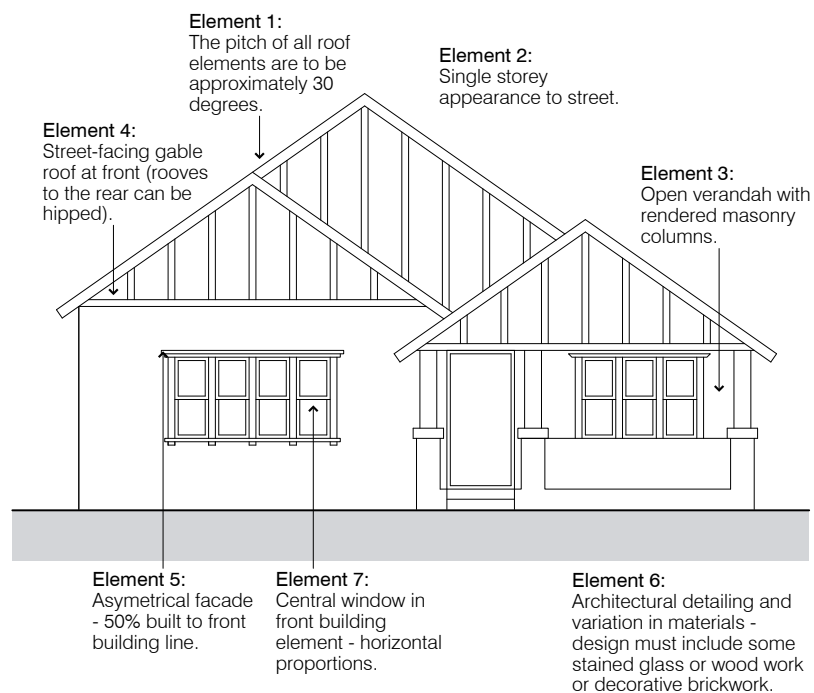 Element 1:
The pitch of all roof
elements are to be
approximately 30
degrees.
Element 2:
Single storey
appearance to street.
Element 4:
Street-facing gable
roof at front (rooves
to the rear can be
hipped).
Element 3:
Open verandah with
rendered masonry
columns.
Element 5:
Asymetrical facade
- 50% built to front
building line.
Element 7:
Central window in
front building
element - horizontal
proportions.
Element 6:
Architectural detailing and
variation in materials -
design must include some
stained glass or wood work
or decorative brickwork.